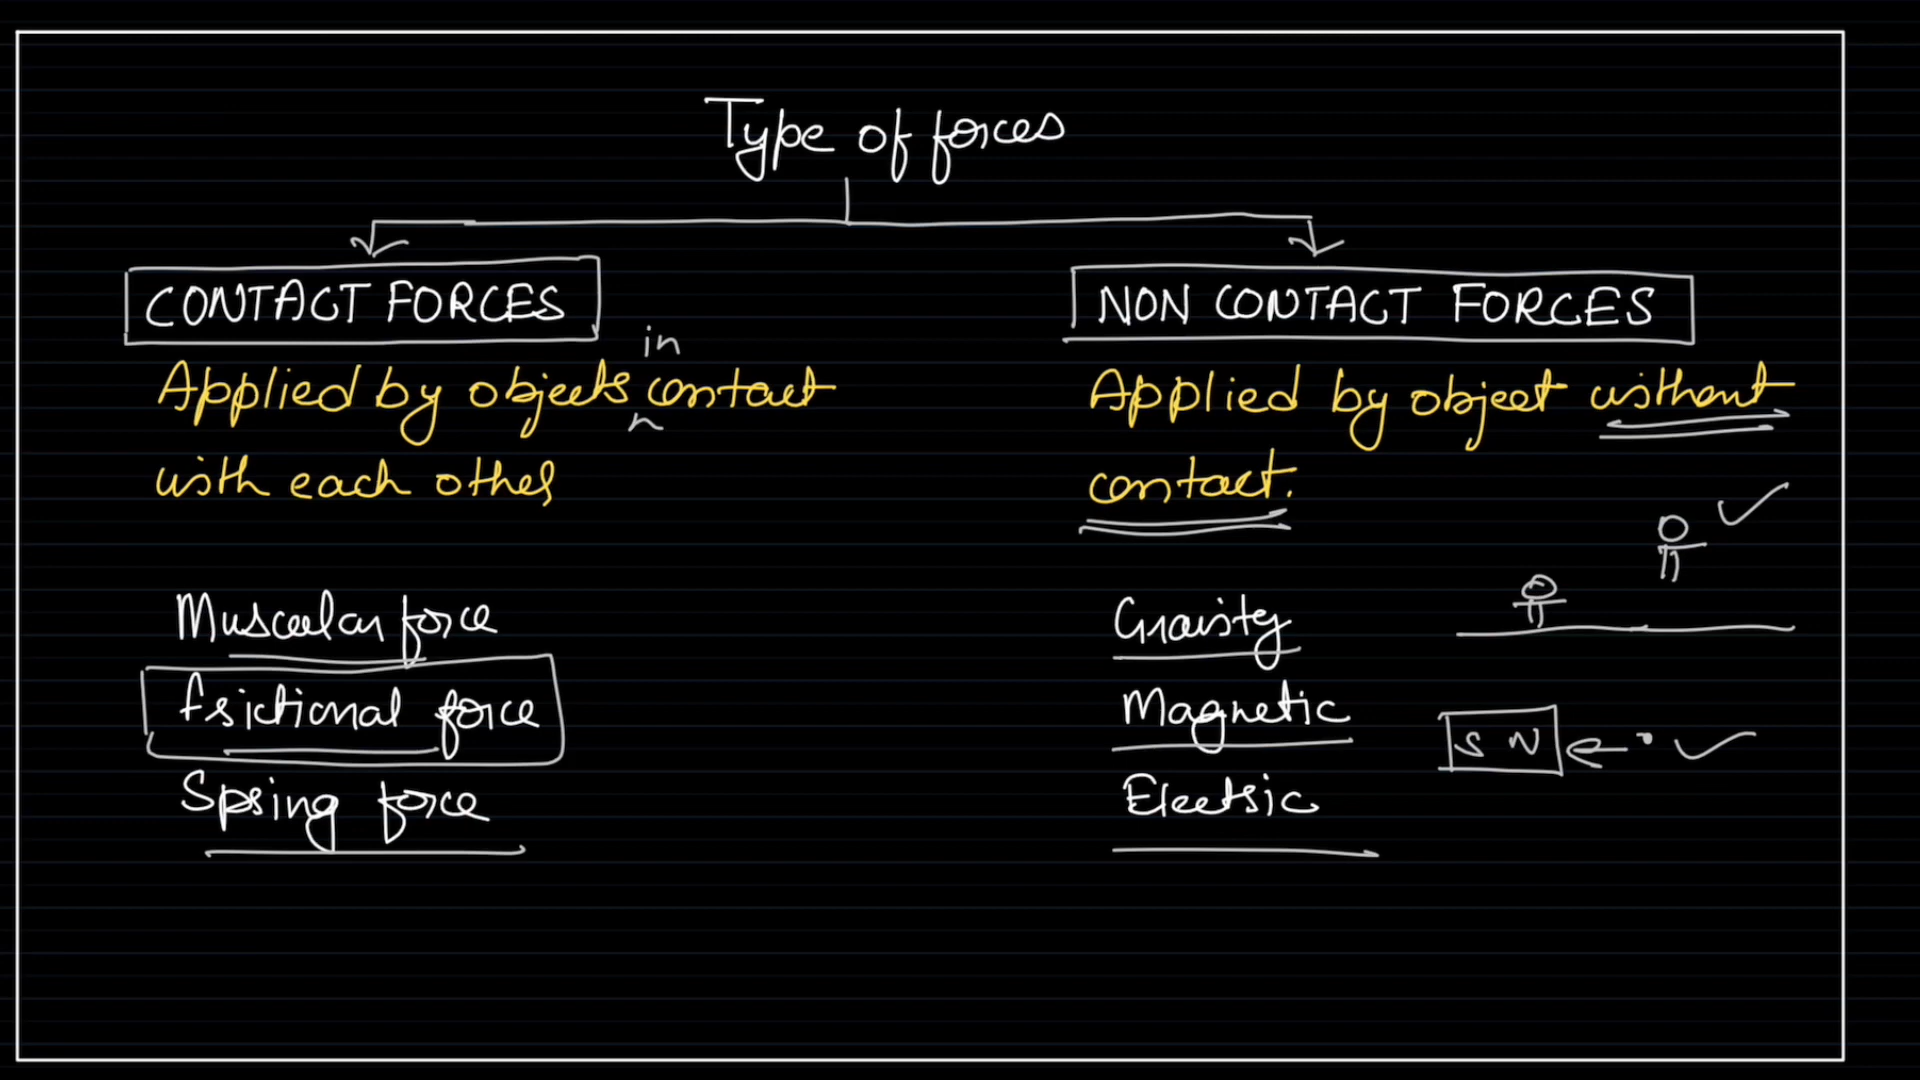 Type of forces
CONTACT FORCES
in
Applied by objects contact
with each other
Muscular force
frictional force
Spring force
NON CONTACT FORCES
Applied by object without
contact.
Gravity
Magnetic
S N
Electric